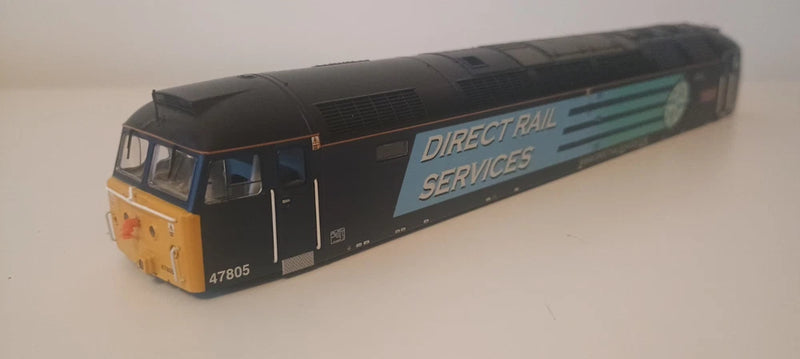 DIRECT RAIL
SERVICES
47805